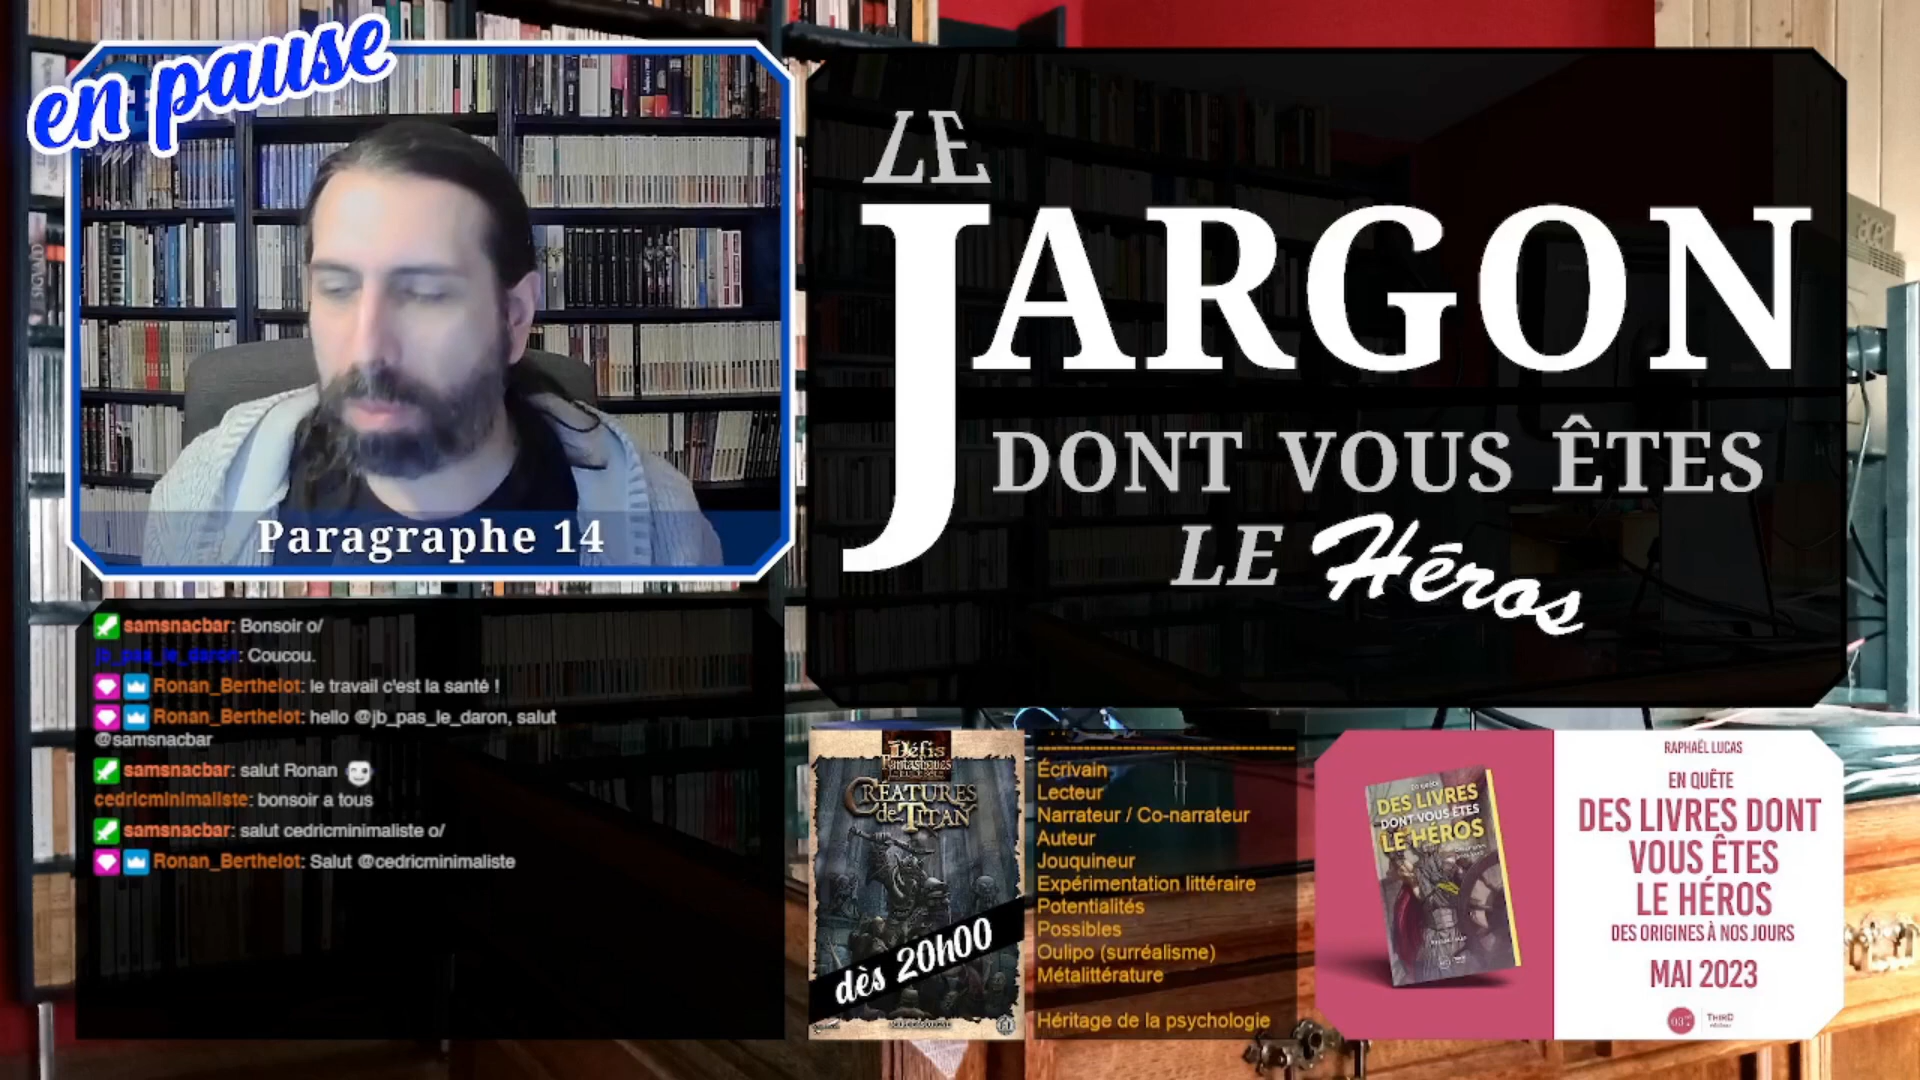 en pause
Paragraphe 14
LE
JARGON
DONT VOUS ÊTES
LE Héros
samsnacbar: Bonsoir o/
jb_pas_le_daron: Coucou.
Ronan_Berthelot: le travail c'est la santé !
Ronan_Berthelot: hello @jb_pas_le_daron, salut
@samsnacbar
samsnacbar: salut Ronan
cedricminimaliste: bonsoir a tous
samsnacbar: salut cedricminimaliste o/
Ronan_Berthelot: Salut @cedricminimaliste
Défis
Fantastiques
CRÉATURES
de TITAN
dès 20h00
Écrivain
Lecteur
Narrateur / Co-narrateur
Auteur
Jouquineur
Expérimentation littéraire
Potentialités
Possibles
Oulipo (surréalisme)
Métalittérature
Héritage de la psychologie
DES LIVRES
DONT VOUS ÊTES
LE HÉROS
RAPHAËL LUCAS
EN QUÊTE
DES LIVRES DONT
VOUS ÊTES
LE HÉROS
DES ORIGINES À NOS JOURS
MAI 2023
THIRD
acer